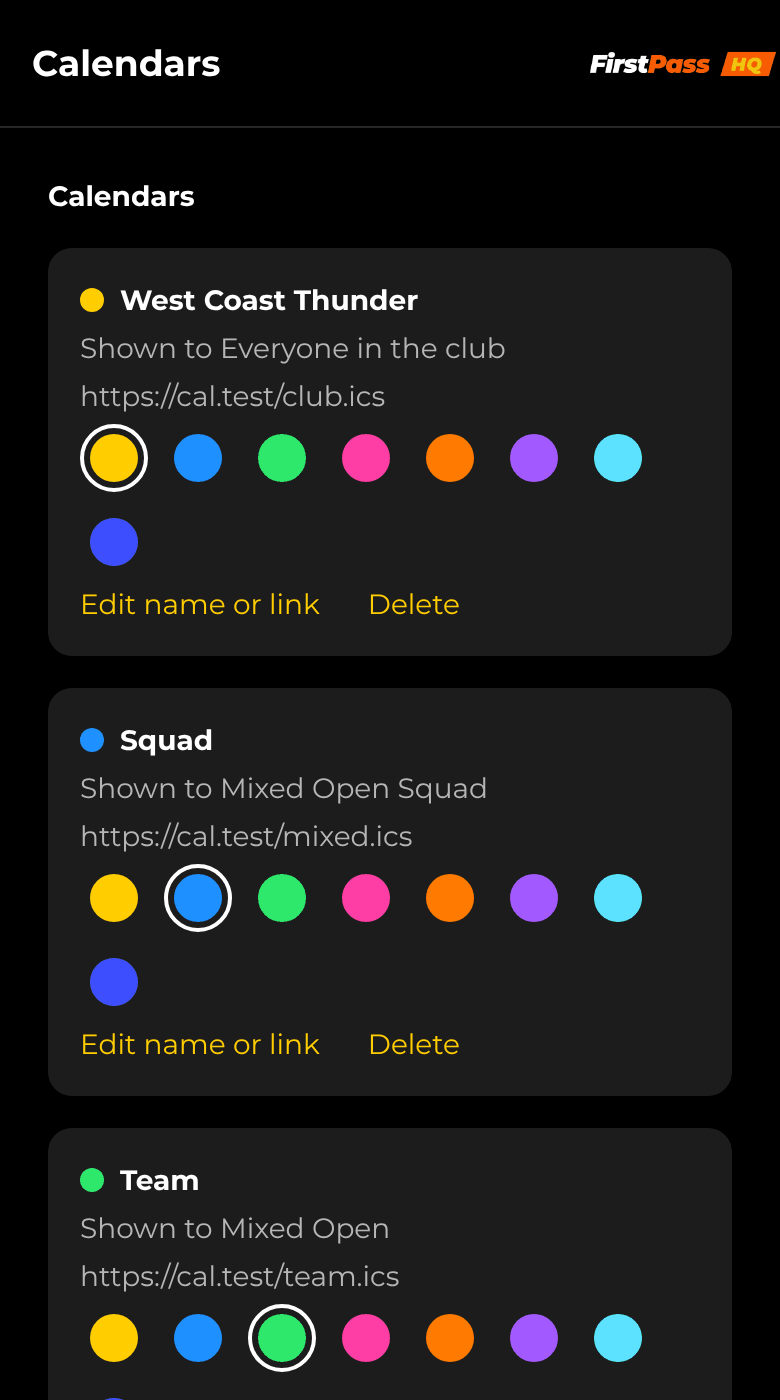 Calendars
FirstPass HQ
Calendars
West Coast Thunder
Shown to Everyone in the club
https://cal.test/club.ics
Edit name or link Delete
Squad
Shown to Mixed Open Squad
https://cal.test/mixed.ics
Edit name or link Delete
Team
Shown to Mixed Open
https://cal.test/team.ics